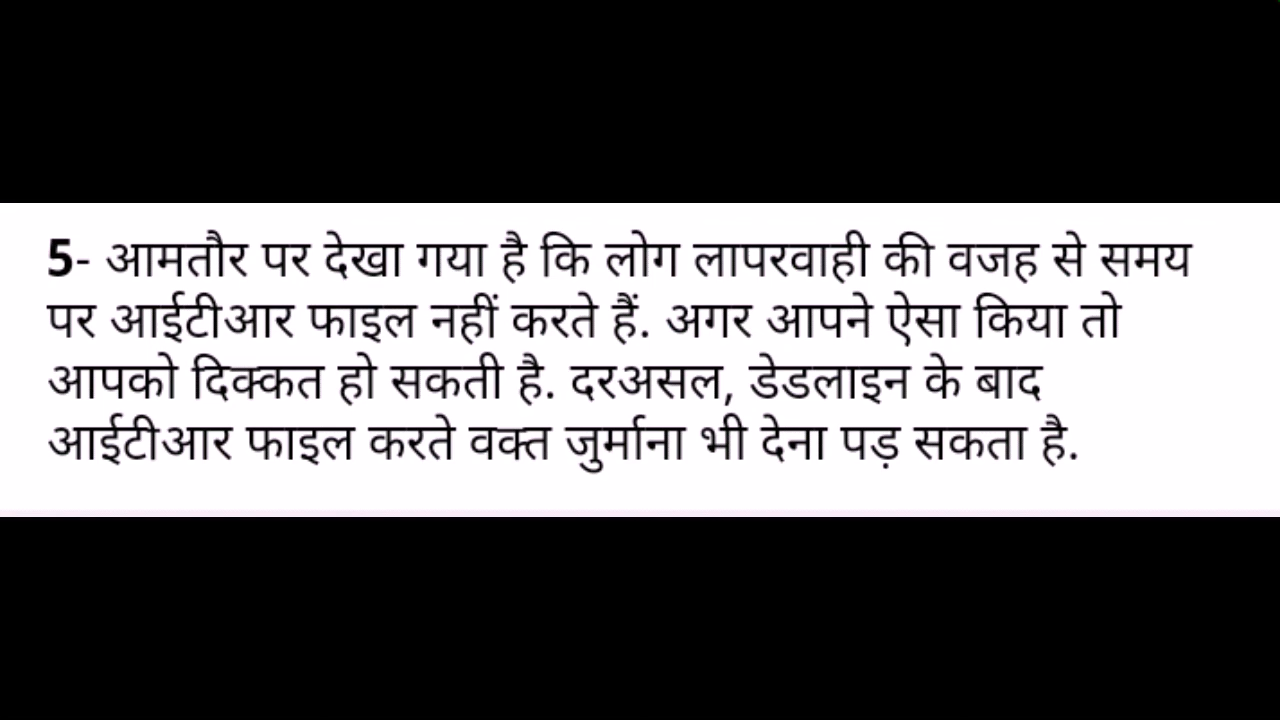 5- आमतौर पर देखा गया है कि लोग लापरवाही की वजह से समय
पर आईटीआर फाइल नहीं करते हैं. अगर आपने ऐसा किया तो
आपको दिक्कत हो सकती है. दरअसल, डेडलाइन के बाद
आईटीआर फाइल करते वक्त जुर्माना भी देना पड़ सकता है.